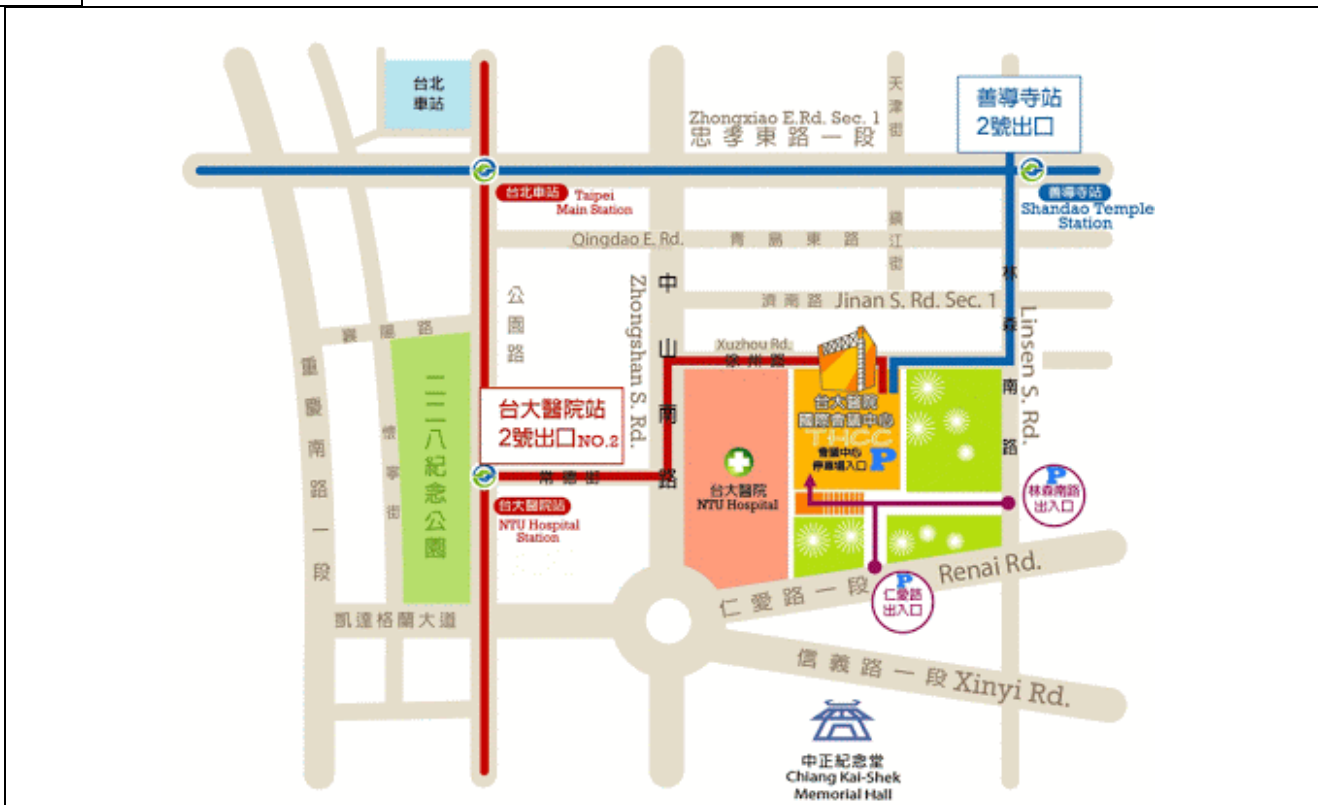 台北
車站
天津街
善導寺站
2號出口
Zhongxiao E.Rd. Sec. 1
忠孝東路一段
台北車站
Taipei
Main Station
善導寺站
Shandao Temple
Station
Qingdao E. Rd.
青島東路
鎮江街
中山南路
Zhongshan S. Rd.
公園路
濟南路 Jinan S. Rd. Sec. 1
林森南路
Linsen S. Rd.
襄陽路
Xuzhou Rd.
徐州路
重慶南路一段
懷寧街
二二八紀念公園
台大醫院站
2號出口NO.2
台大醫院
國際會議中心
THCC
會議中心
停車場入口
P
常德街
台大醫院
NTU Hospital
P
林森南路
出入口
台大醫院站
NTU Hospital
Station
Renai Rd.
仁愛路一段
P
仁愛路
出入口
凱達格蘭大道
信義路一段 Xinyi Rd.
中正紀念堂
Chiang Kai-Shek
Memorial Hall